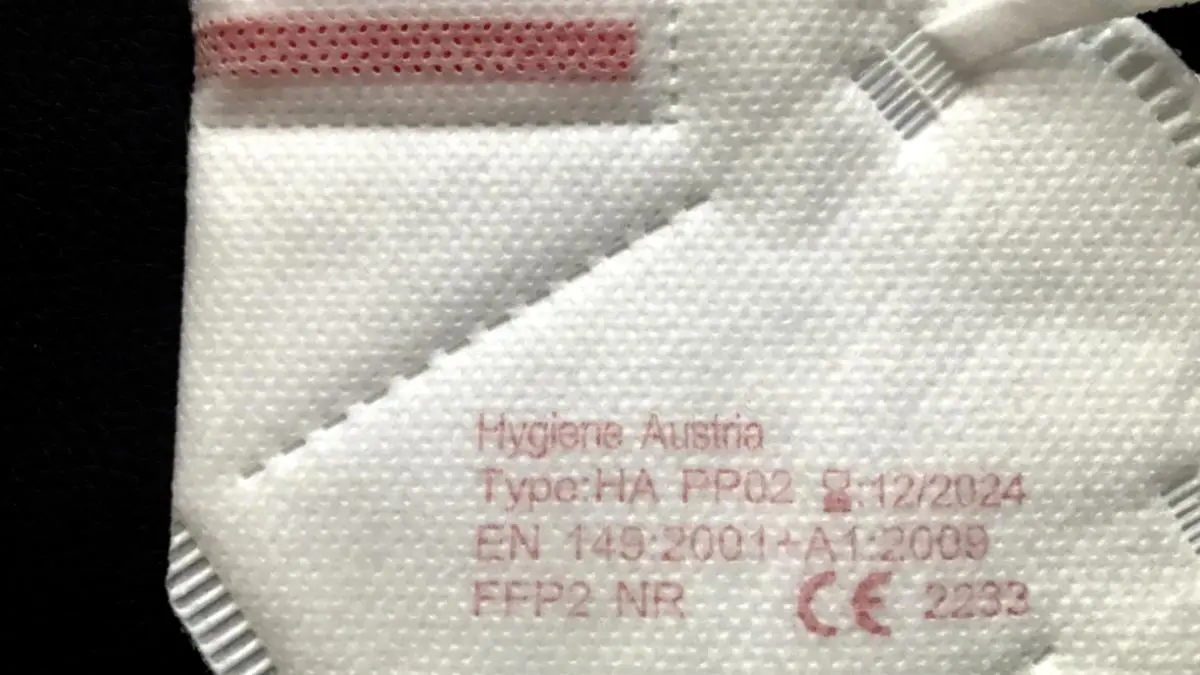 Hygiene Austria
Type:HA PP02 ⌛:12/2024
EN 149:2001+A1:2009
FFP2 NR CE 2233